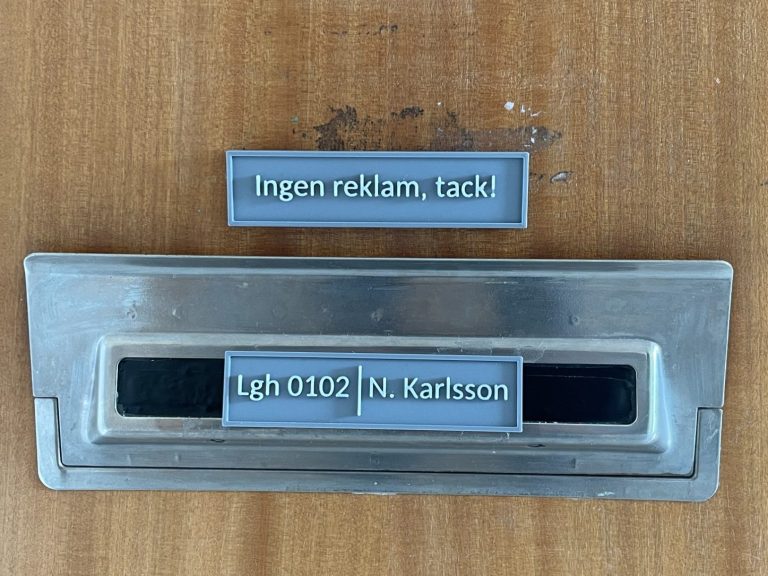 Ingen reklam, tack!
Lgh 0102 | N. Karlsson